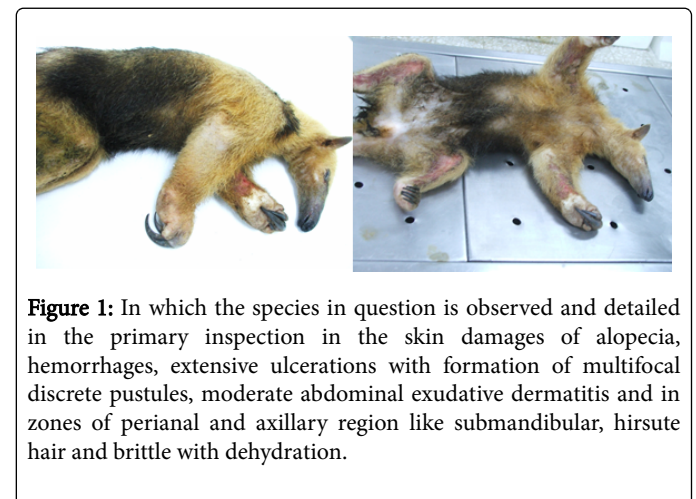 Figure 1: In which the species in question is observed and detailed
in the primary inspection in the skin damages of alopecia,
hemorrhages, extensive ulcerations with formation of multifocal
discrete pustules, moderate abdominal exudative dermatitis and in
zones of perianal and axillary region like submandibular, hirsute
hair and brittle with dehydration.